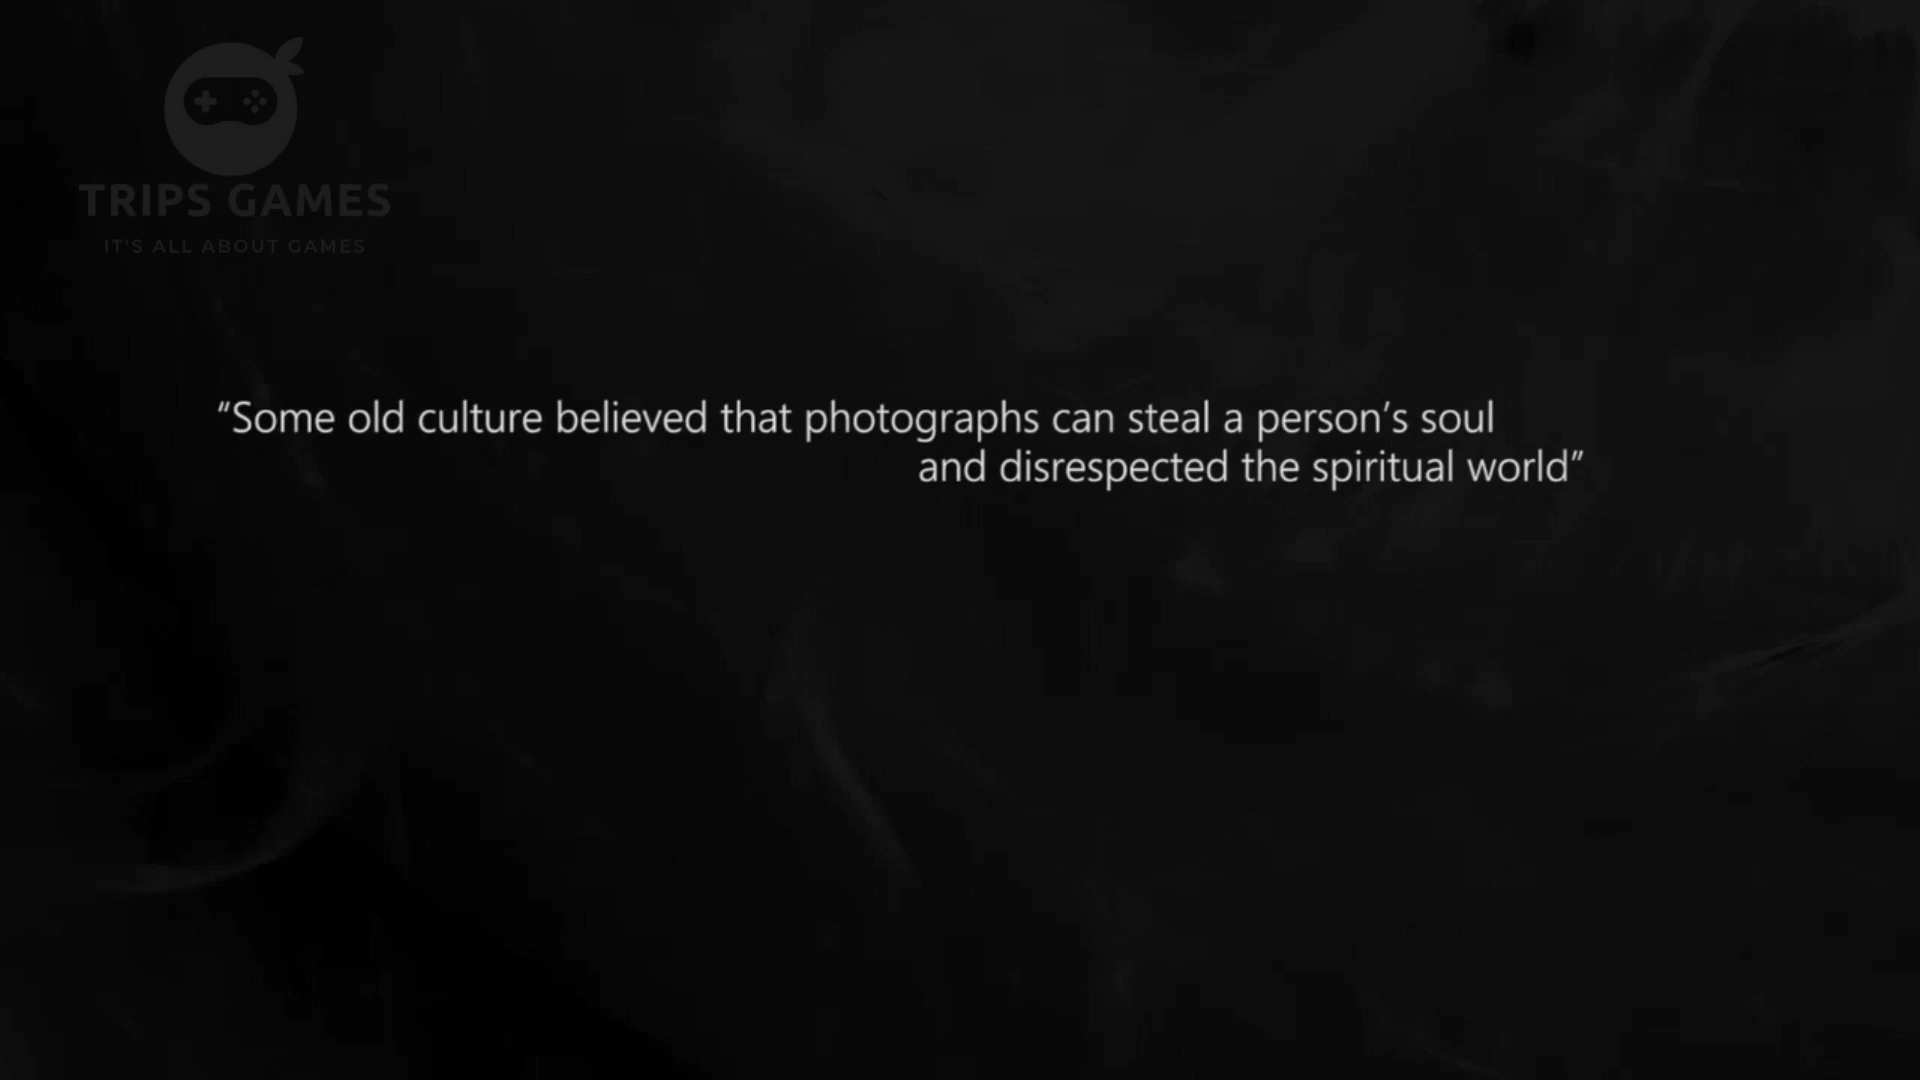 TRIPS GAMES
IT'S ALL ABOUT GAMES
“Some old culture believed that photographs can steal a person’s soul
and disrespected the spiritual world”